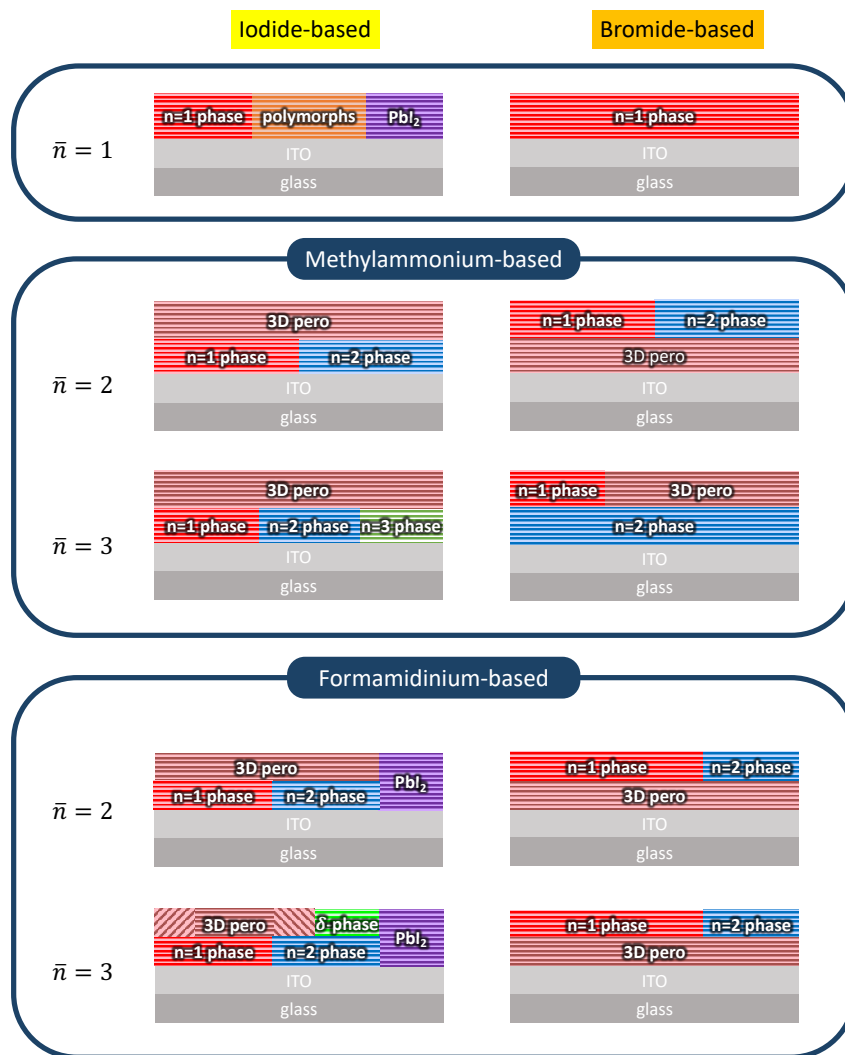 Iodide-based Bromide-based
n=1 phase polymorphs PbI₂ n=1 phase
n̄ = 1
ITO ITO
glass glass
Methylammonium-based
3D pero n=1 phase n=2 phase
n=1 phase n=2 phase 3D pero
n̄ = 2
ITO ITO
glass glass
3D pero n=1 phase 3D pero
n=1 phase n=2 phase n=3 phase n=2 phase
n̄ = 3
ITO ITO
glass glass
Formamidinium-based
3D pero PbI₂ n=1 phase n=2 phase
n=1 phase n=2 phase 3D pero
n̄ = 2
ITO ITO
glass glass
3D pero δ-phase PbI₂ n=1 phase n=2 phase
n=1 phase n=2 phase 3D pero
n̄ = 3
ITO ITO
glass glass